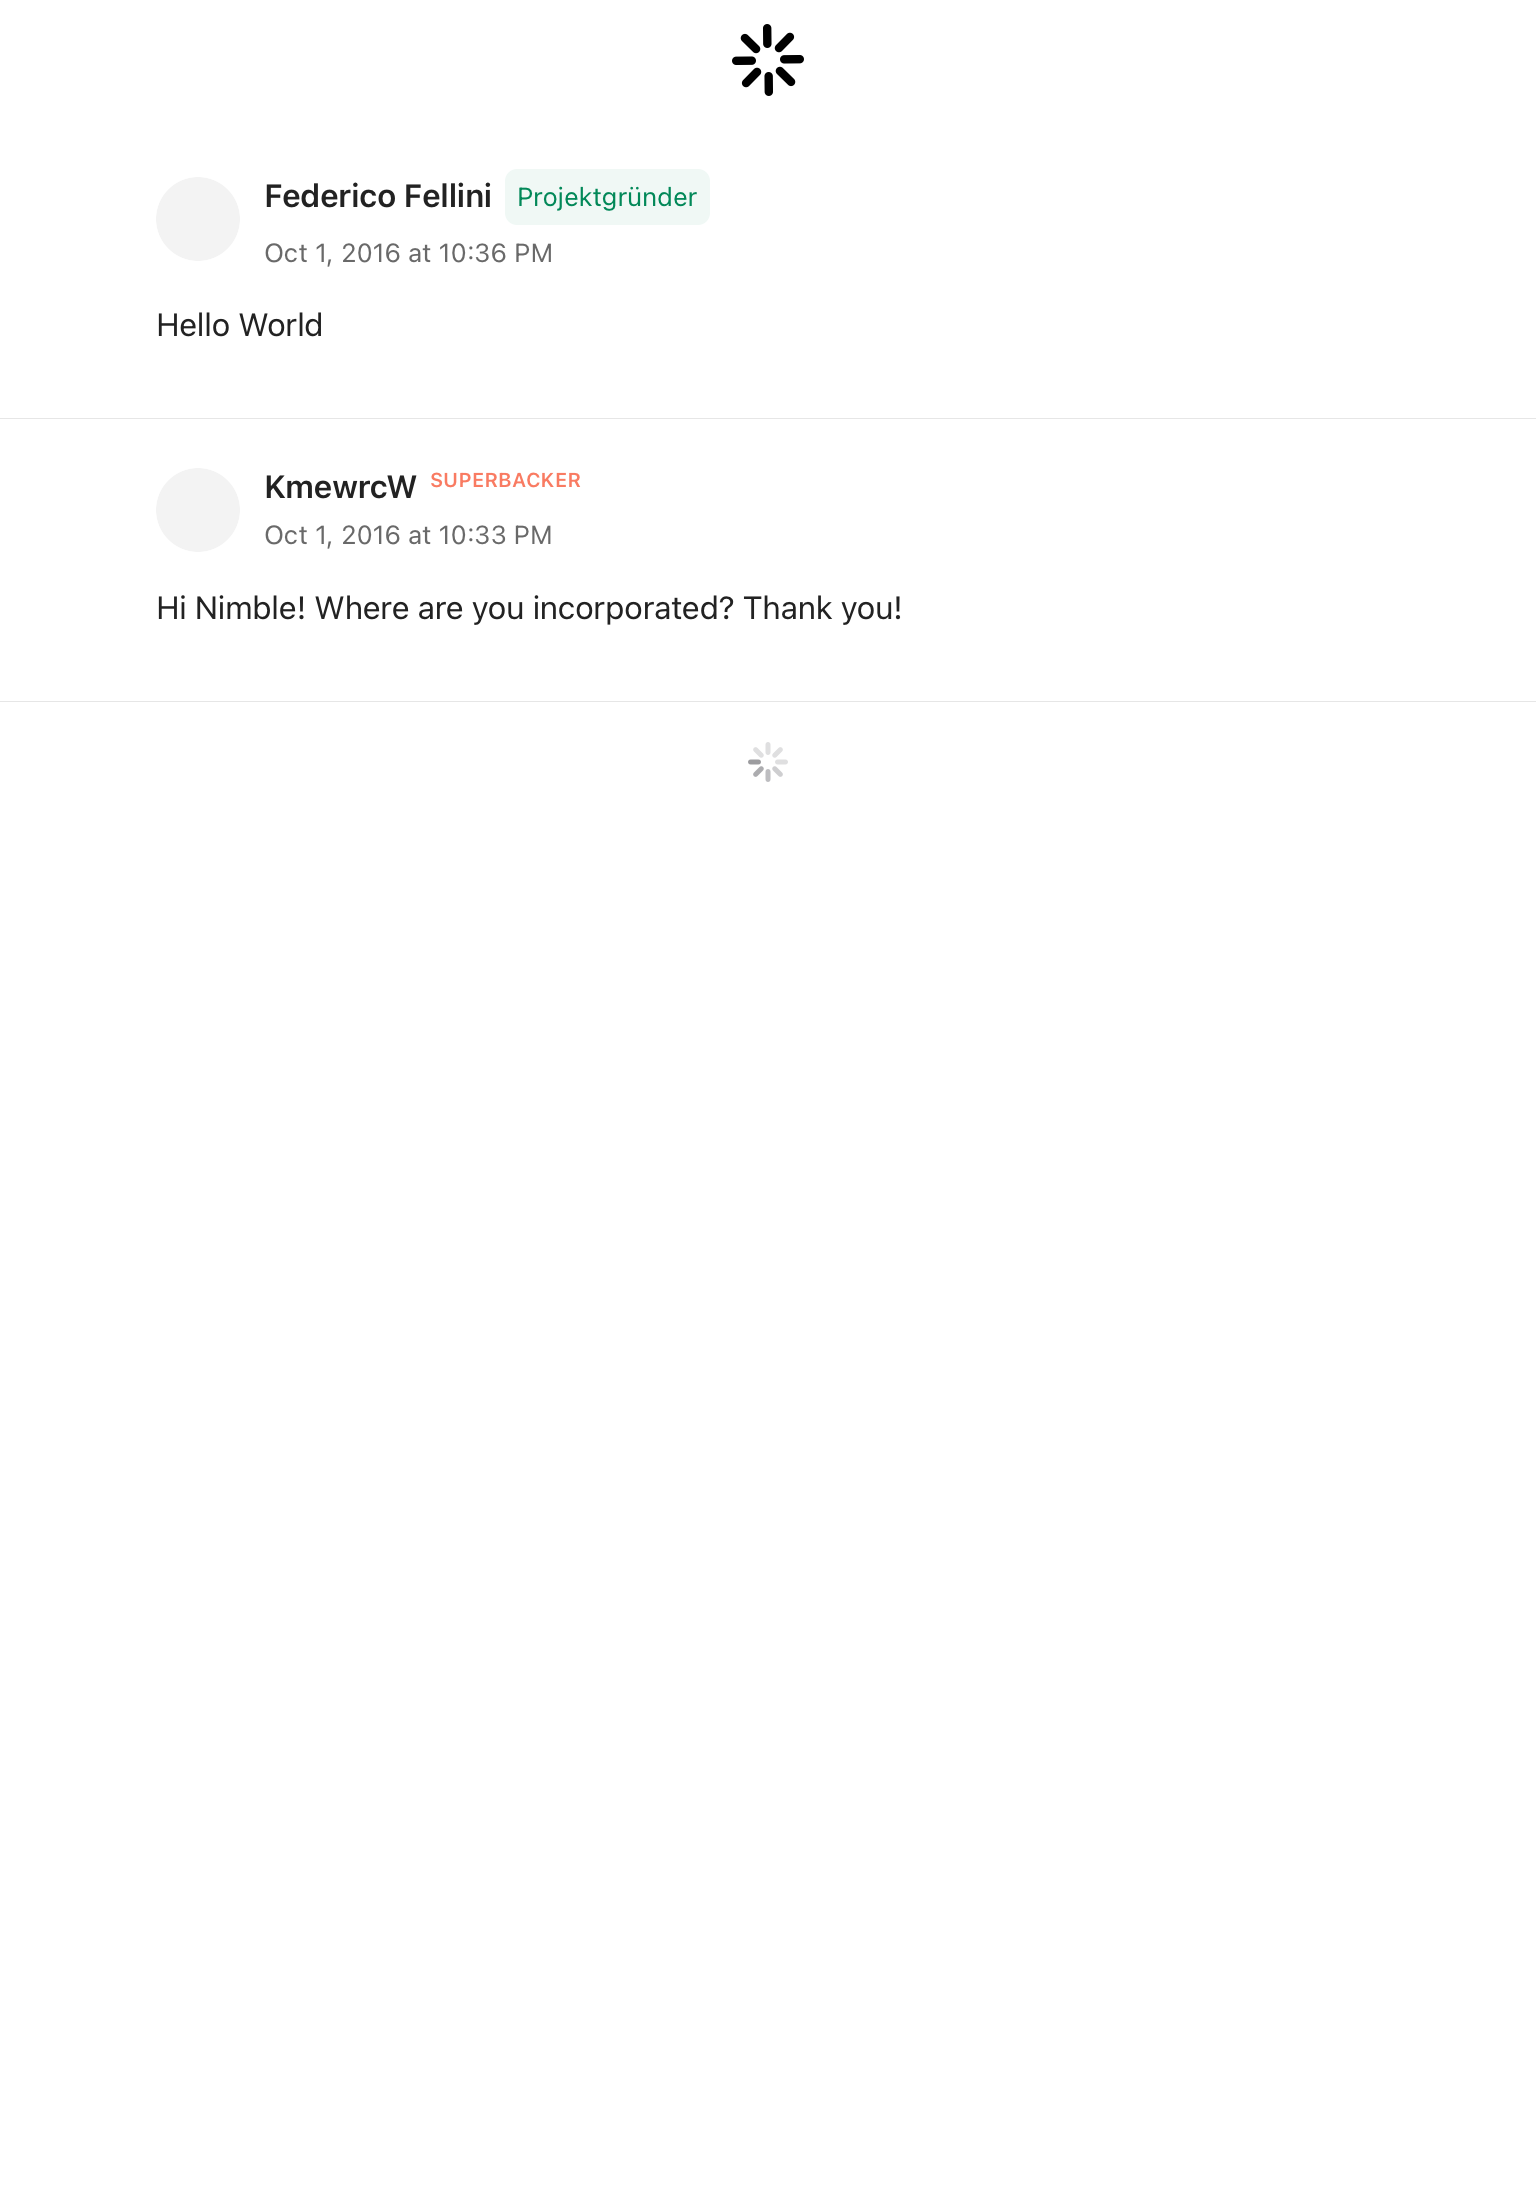 Federico Fellini Projektgründer
Oct 1, 2016 at 10:36 PM
Hello World
KmewrcW SUPERBACKER
Oct 1, 2016 at 10:33 PM
Hi Nimble! Where are you incorporated? Thank you!